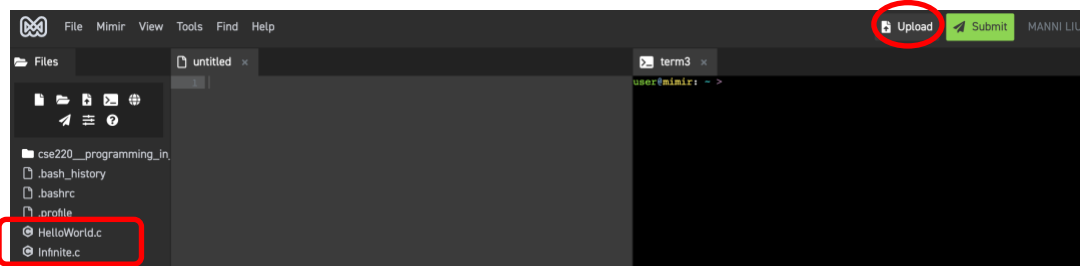 File Mimir View Tools Find Help Upload Submit MANNI LIU
Files untitled × term3 ×
1
user@mimir: ~ >
cse220__programming_in_
.bash_history
.bashrc
.profile
HelloWorld.c
Infinite.c